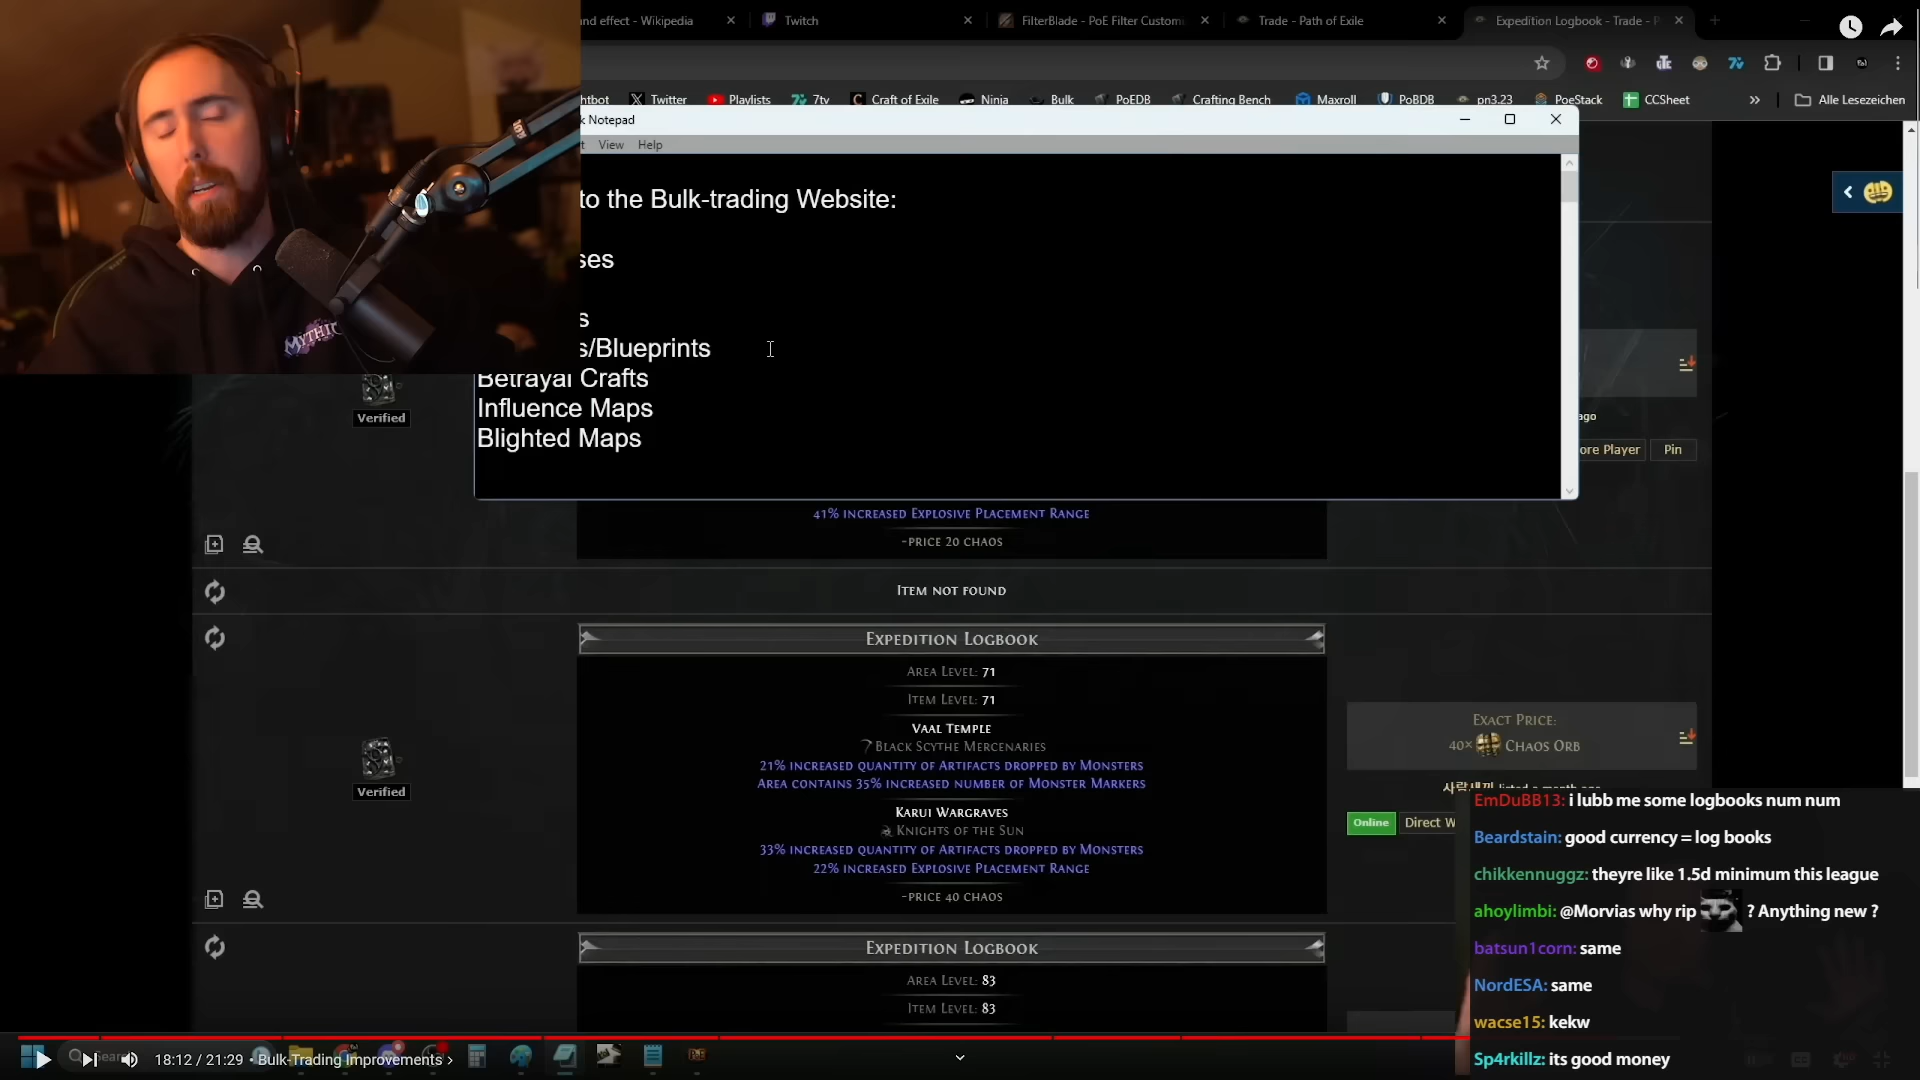 nd effect - Wikipedia
Twitch
FilterBlade - PoE Filter Custom
Trade - Path of Exile
Expedition Logbook - Trade - P
htbot
Twitter
Playlists
7tv
Craft of Exile
Ninja
Bulk
PoEDB
Crafting Bench
Maxroll
PoBDB
pn3.23
PoeStack
CCSheet
Alle Lesezeichen
k Notepad
t View Help
to the Bulk-trading Website:
ses
s
s/Blueprints
Betrayal Crafts
Influence Maps
Blighted Maps
MYTHIC
Verified
ago
ore Player
Pin
41% INCREASED EXPLOSIVE PLACEMENT RANGE
~PRICE 20 CHAOS
ITEM NOT FOUND
EXPEDITION LOGBOOK
AREA LEVEL: 71
ITEM LEVEL: 71
VAAL TEMPLE
BLACK SCYTHE MERCENARIES
21% INCREASED QUANTITY OF ARTIFACTS DROPPED BY MONSTERS
AREA CONTAINS 35% INCREASED NUMBER OF MONSTER MARKERS
KARUI WARGRAVES
KNIGHTS OF THE SUN
33% INCREASED QUANTITY OF ARTIFACTS DROPPED BY MONSTERS
22% INCREASED EXPLOSIVE PLACEMENT RANGE
~PRICE 40 CHAOS
Verified
EXACT PRICE:
40× CHAOS ORB
Online
Direct W
EXPEDITION LOGBOOK
AREA LEVEL: 83
ITEM LEVEL: 83
EmDuBB13: i lubb me some logbooks num num
Beardstain: good currency = log books
chikkennuggz: theyre like 1.5d minimum this league
ahoylimbi: @Morvias why rip ? Anything new ?
batsun1corn: same
NordESA: same
wacse15: kekw
Sp4rkillz: its good money
18:12 / 21:29 • Bulk-Trading Improvements